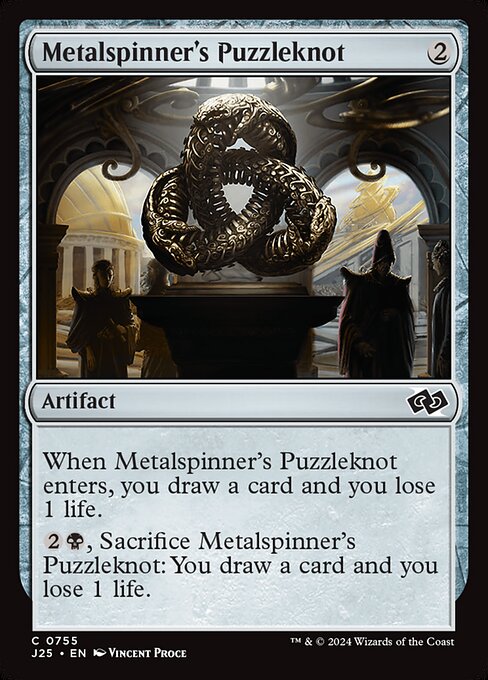 Metalspinner's Puzzleknot 2
Artifact
When Metalspinner's Puzzleknot
enters, you draw a card and you lose
1 life.
2, Sacrifice Metalspinner's
Puzzleknot: You draw a card and you
lose 1 life.
C 0755
J25 • EN Vincent Proce
™ & © 2024 Wizards of the Coast